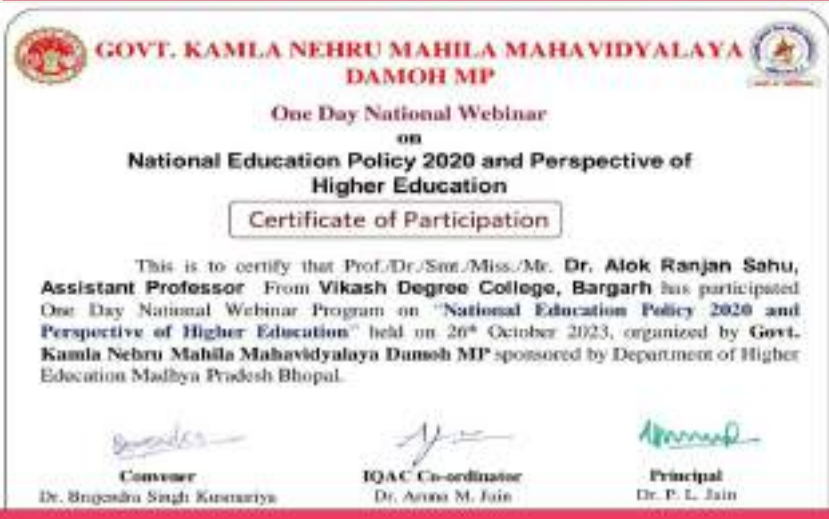 GOVT. KAMLA NEHRU MAHILA MAHAVIDYALAYA
DAMOH MP
One Day National Webinar
on
National Education Policy 2020 and Perspective of
Higher Education
Certificate of Participation
This is to certify that Prof./Dr./Smt./Miss./Mr. Dr. Alok Ranjan Sahu,
Assistant Professor From Vikash Degree College, Bargarh has participated
One Day National Webinar Program on "National Education Policy 2020 and
Perspective of Higher Education" held on 26th October 2023, organized by Govt.
Kamla Nehru Mahila Mahavidyalaya Damoh MP sponsored by Department of Higher
Education Madhya Pradesh Bhopal.
Convener
IQAC Co-ordinator
Principal
Dr. Brajendra Singh Kusmariya
Dr. Aruna M. Jain
Dr. P. L. Jain